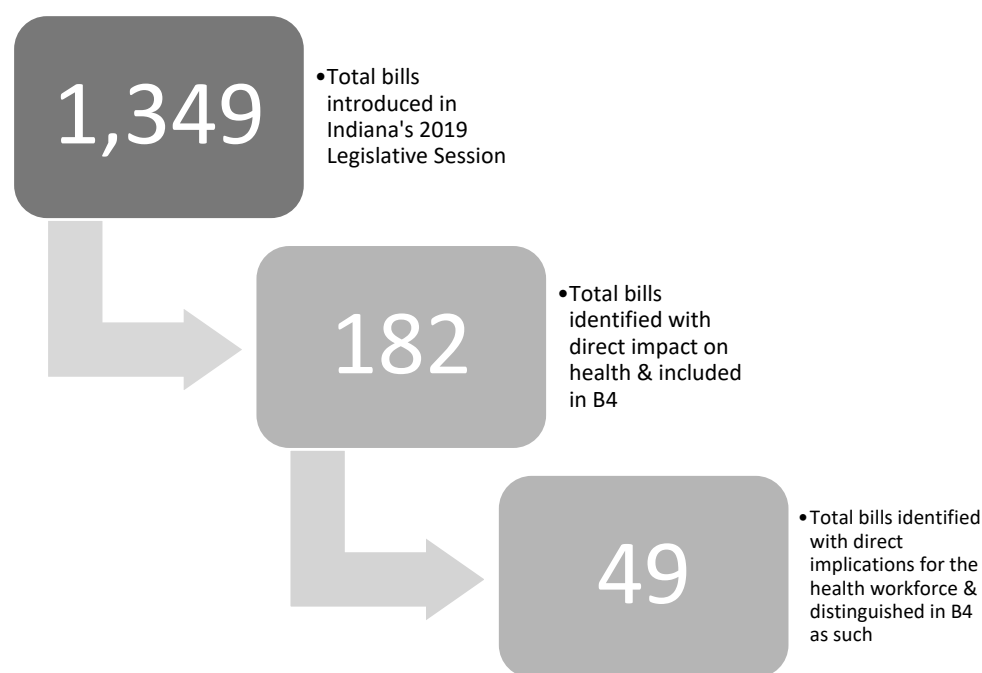 1,349
•Total bills
introduced in
Indiana's 2019
Legislative Session
182
•Total bills
identified with
direct impact on
health & included
in B4
49
•Total bills identified
with direct
implications for the
health workforce &
distinguished in B4
as such